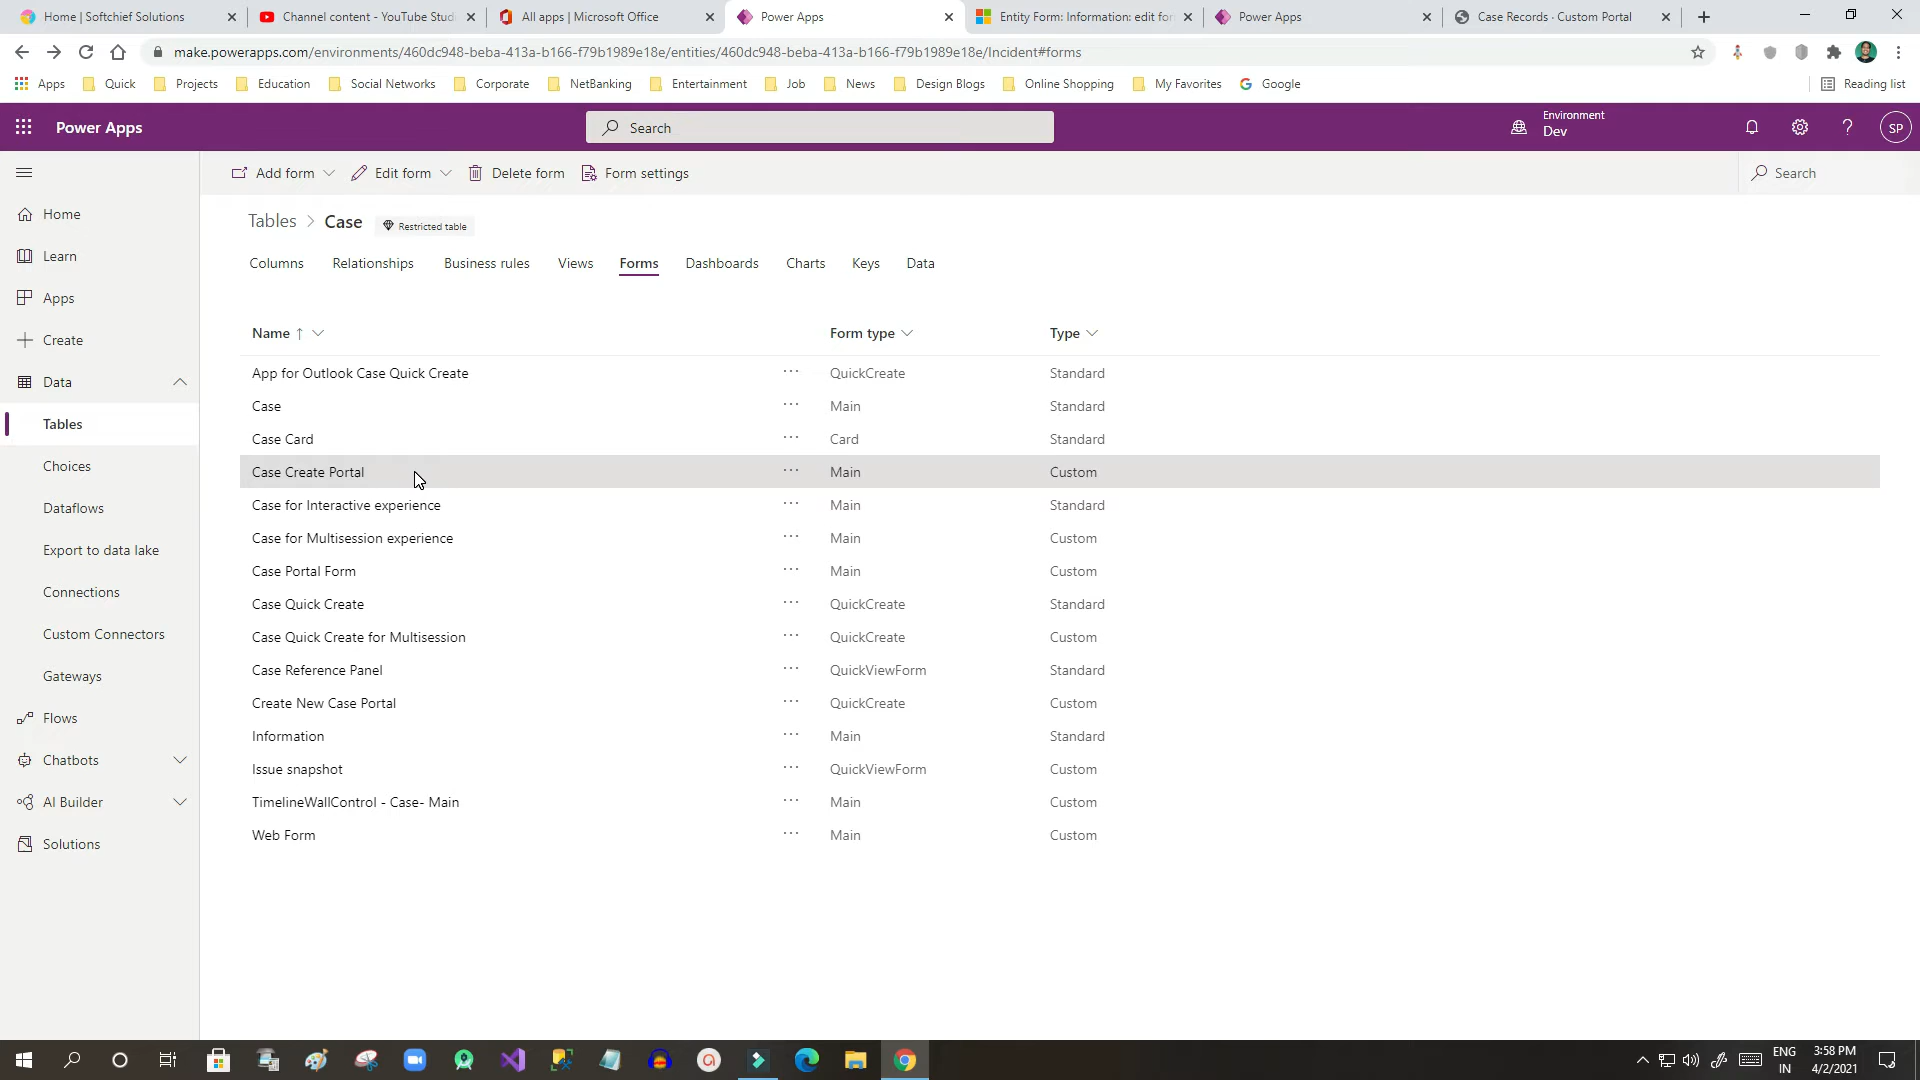 Home | Softchief Solutions
Channel content - YouTube Stud
All apps | Microsoft Office
Power Apps
Entity Form: Information: edit for
Power Apps
Case Records · Custom Portal
make.powerapps.com/environments/460dc948-beba-413a-b166-f79b1989e18e/entities/460dc948-beba-413a-b166-f79b1989e18e/Incident#forms
Apps
Quick
Projects
Education
Social Networks
Corporate
NetBanking
Entertainment
Job
News
Design Blogs
Online Shopping
My Favorites
Google
Reading list
Power Apps
Search
Environment
Dev
SP
Add form
Edit form
Delete form
Form settings
Search
Home
Learn
Apps
Create
Data
Tables
Choices
Dataflows
Export to data lake
Connections
Custom Connectors
Gateways
Flows
Chatbots
AI Builder
Solutions
Tables > Case
Restricted table
Columns
Relationships
Business rules
Views
Forms
Dashboards
Charts
Keys
Data
Name ↑ Form type Type
App for Outlook Case Quick Create ... QuickCreate Standard
Case ... Main Standard
Case Card ... Card Standard
Case Create Portal ... Main Custom
Case for Interactive experience ... Main Standard
Case for Multisession experience ... Main Custom
Case Portal Form ... Main Custom
Case Quick Create ... QuickCreate Standard
Case Quick Create for Multisession ... QuickCreate Custom
Case Reference Panel ... QuickViewForm Standard
Create New Case Portal ... QuickCreate Custom
Information ... Main Standard
Issue snapshot ... QuickViewForm Custom
TimelineWallControl - Case- Main ... Main Custom
Web Form ... Main Custom
ENG
IN
3:58 PM
4/2/2021